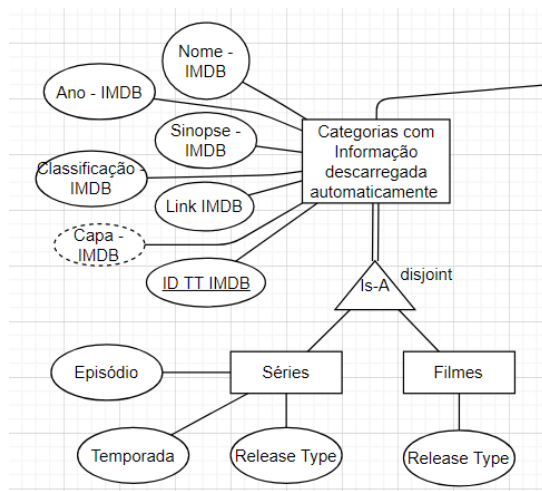 Nome -
IMDB
Ano - IMDB
Sinopse -
IMDB
Categorias com
Informação
descarregada
automaticamente
Classificação -
IMDB
Link IMDB
Capa -
IMDB
ID TT IMDB
Is-A
disjoint
Episódio
Séries
Filmes
Temporada
Release Type
Release Type